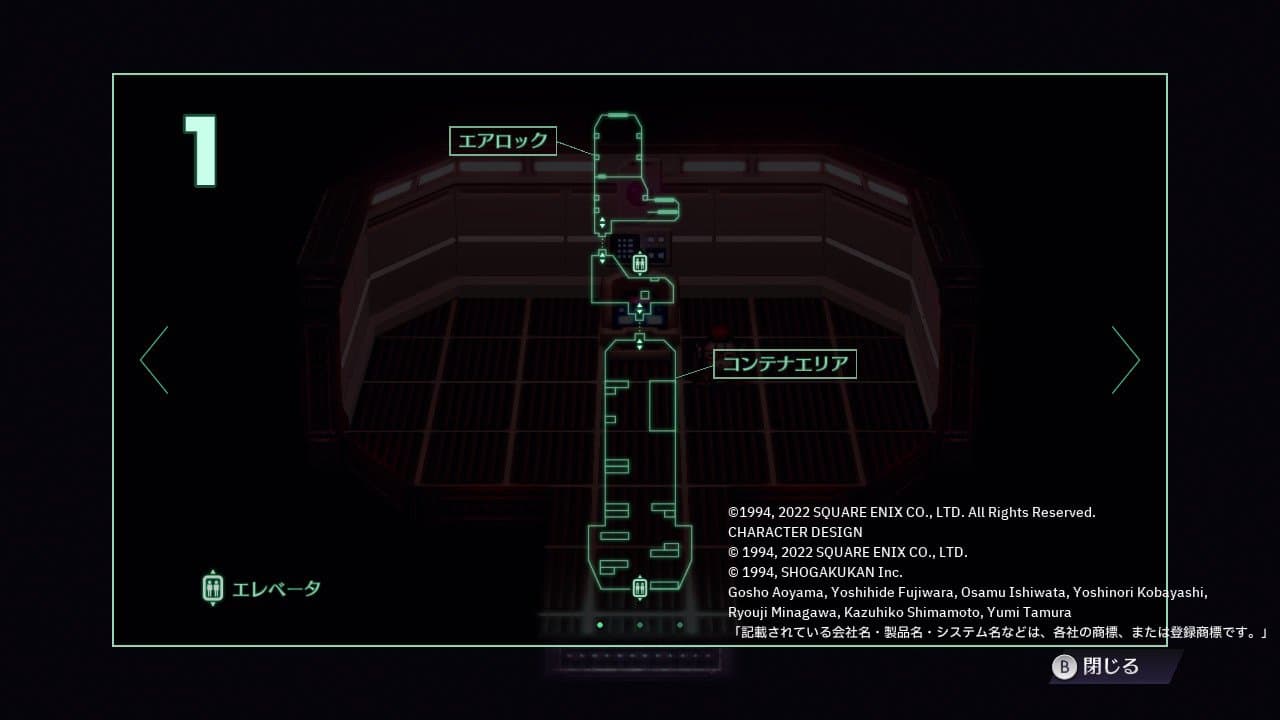 1
エアロック
コンテナエリア
エレベータ
©1994, 2022 SQUARE ENIX CO., LTD. All Rights Reserved.
CHARACTER DESIGN
© 1994, 2022 SQUARE ENIX CO., LTD.
© 1994, SHOGAKUKAN Inc.
Gosho Aoyama, Yoshihide Fujiwara, Osamu Ishiwata, Yoshinori Kobayashi,
Ryouji Minagawa, Kazuhiko Shimamoto, Yumi Tamura
「記載されている会社名・製品名・システム名などは、各社の商標、または登録商標です。」
B 閉じる